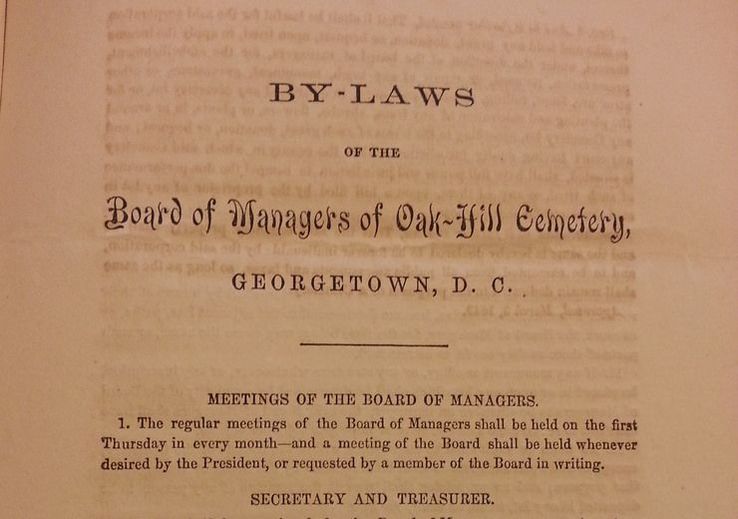 BY-LAWS
OF THE
Board of Managers of Oak-Hill Cemetery,
GEORGETOWN, D. C.
MEETINGS OF THE BOARD OF MANAGERS.
1. The regular meetings of the Board of Managers shall be held on the first
Thursday in every month—and a meeting of the Board shall be held whenever
desired by the President, or requested by a member of the Board in writing.
SECRETARY AND TREASURER.